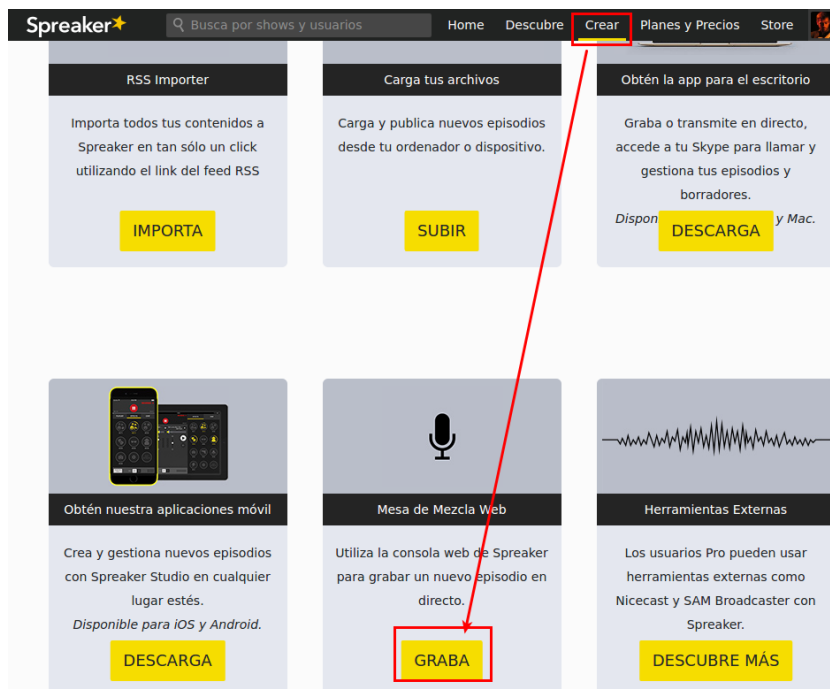 Spreaker
Busca por shows y usuarios
Home
Descubre
Crear
Planes y Precios
Store
RSS Importer
Importa todos tus contenidos a
Spreaker en tan sólo un click
utilizando el link del feed RSS
IMPORTA
Carga tus archivos
Carga y publica nuevos episodios
desde tu ordenador o dispositivo.
SUBIR
Obtén la app para el escritorio
Graba o transmite en directo,
accede a tu Skype para llamar y
gestiona tus episodios y
borradores.
y Mac.
DESCARGA
Obtén nuestra aplicaciones móvil
Crea y gestiona nuevos episodios
con Spreaker Studio en cualquier
lugar estés.
Disponible para iOS y Android.
DESCARGA
Mesa de Mezcla Web
Utiliza la consola web de Spreaker
para grabar un nuevo episodio en
directo.
GRABA
Herramientas Externas
Los usuarios Pro pueden usar
herramientas externas como
Nicecast y SAM Broadcaster con
Spreaker.
DESCUBRE MÁS